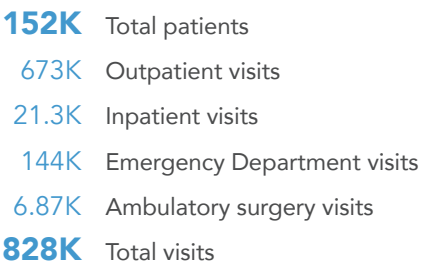 152K Total patients
673K Outpatient visits
21.3K Inpatient visits
144K Emergency Department visits
6.87K Ambulatory surgery visits
828K Total visits